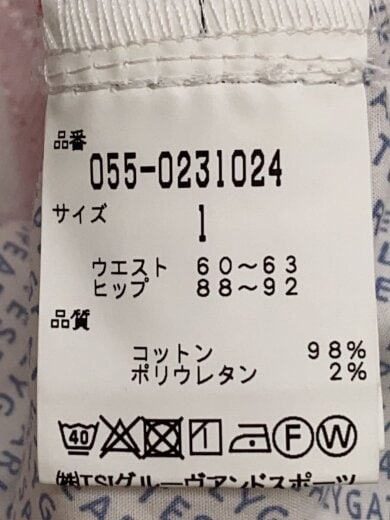 品番
055-0231024
サイズ
1
ウエスト 60〜63
ヒップ 88〜92
品質
コットン 98%
ポリウレタン 2%
40 F W
㈱TSIグルーヴアンドスポーツ